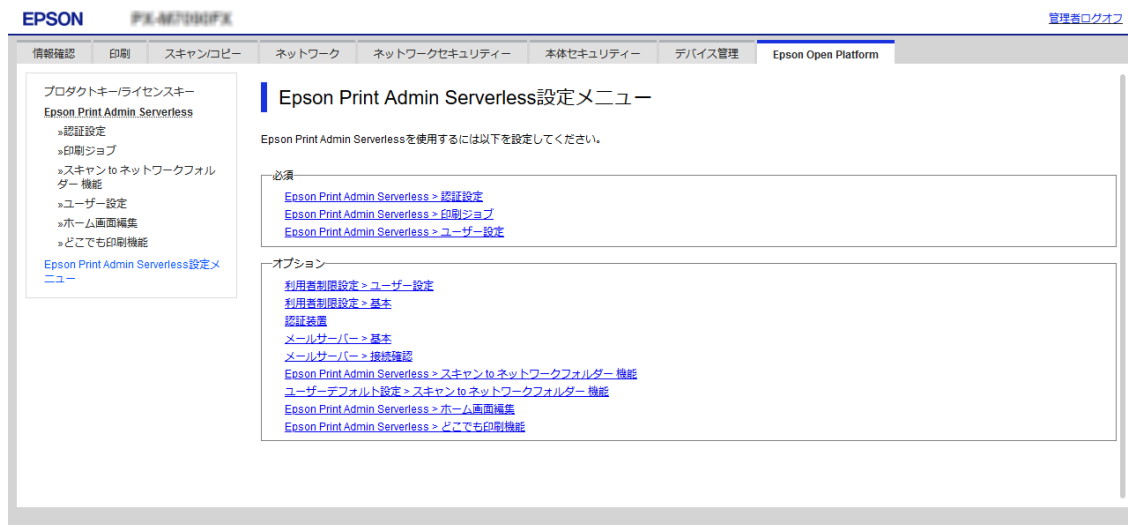 EPSON
管理者ログオフ
情報確認 印刷 スキャン/コピー ネットワーク ネットワークセキュリティー 本体セキュリティー デバイス管理 Epson Open Platform
プロダクトキー/ライセンスキー
Epson Print Admin Serverless
»認証設定
»印刷ジョブ
»スキャン to ネットワークフォル
ダー 機能
»ユーザー設定
»ホーム画面編集
»どこでも印刷機能
Epson Print Admin Serverless設定メ
ニュー
Epson Print Admin Serverless設定メニュー
Epson Print Admin Serverlessを使用するには以下を設定してください。
必須
Epson Print Admin Serverless > 認証設定
Epson Print Admin Serverless > 印刷ジョブ
Epson Print Admin Serverless > ユーザー設定
オプション
利用者制限設定 > ユーザー設定
利用者制限設定 > 基本
認証装置
メールサーバー > 基本
メールサーバー > 接続確認
Epson Print Admin Serverless > スキャン to ネットワークフォルダー 機能
ユーザーデフォルト設定 > スキャン to ネットワークフォルダー 機能
Epson Print Admin Serverless > ホーム画面編集
Epson Print Admin Serverless > どこでも印刷機能